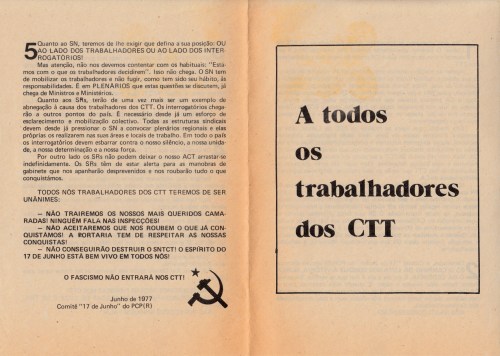 5 Quanto ao SN, teremos de lhe exigir que defina a sua posição: OU
AO LADO DOS TRABALHADORES OU AO LADO DOS INTER-
ROGATÓRIOS!
Mas atenção, não nos devemos contentar com os habituais: "Esta-
mos com o que os trabalhadores decidirem". Isso não chega. O SN tem
de mobilizar realmente os trabalhadores e não fugir, como tem sido seu hábito, às
responsabilidades. É em PLENÁRIOS que estas questões se discutem, já
chega de Ministros e Ministérios.
Quanto aos SRs, terão de uma vez mais ser um exemplo de
abnegação à causa dos trabalhadores dos CTT. Os interrogatórios chega-
rão a outros pontos do país. É necessário desde já um esforço de
esclarecimento e mobilização colectivo. Todas as estruturas sindicais
devem desde já pressionar o SN a convocar plenários regionais e elas
próprias os realizarem nas suas áreas e locais de trabalho. Em todo o país
os interrogatórios devem esbarrar contra o nosso silêncio, a nossa unida-
de, a nossa determinação e a nossa força.
Por outro lado os SRs não podem deixar o nosso ACT arrastar-se
indefinidamente. Os SRs têm de estar alerta para as manobras de
gabinete que nos apanharão desprevenidos e nos roubarão tudo o que
conquistámos.
TODOS NÓS TRABALHADORES DOS CTT TEREMOS DE SER
UNÂNIMES:
— NÃO TRAIREMOS OS NOSSOS MAIS QUERIDOS CAMA-
RADAS! NINGUÉM FALA NAS INSPECÇÕES!
— NÃO ACEITAREMOS QUE NOS ROUBEM O QUE JÁ CON-
QUISTÁMOS! A PORTARIA TEM DE RESPEITAR AS NOSSAS
CONQUISTAS!
— NÃO CONSEGUIRÃO DESTRUIR O SNTCT! O ESPÍRITO DO
17 DE JUNHO ESTÁ BEM VIVO EM TODOS NÓS!
O FASCISMO NÃO ENTRARÁ NOS CTT!
Junho de 1977
Comité "17 de Junho" do PCP(R)
A todos
os
trabalhadores
dos CTT